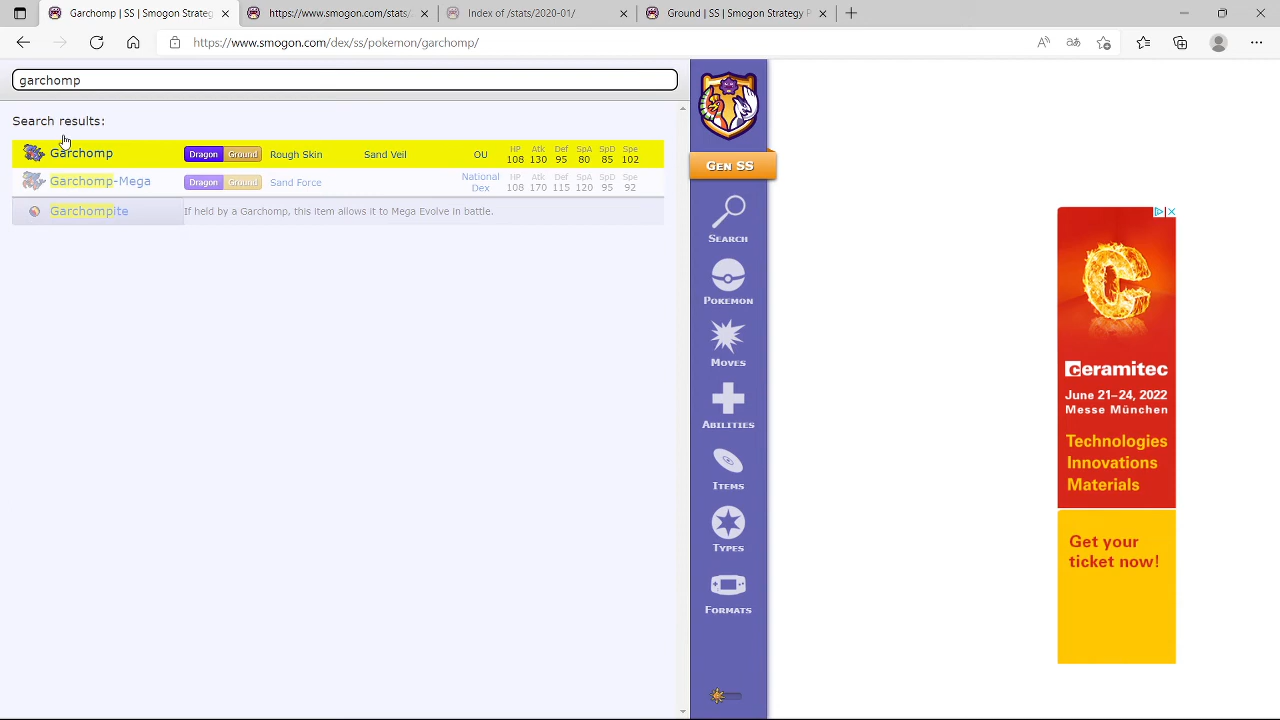 Garchomp | SS | Smogon Strate
https://www.smogon.com/stats/
Index of /stats/2020-01/
Ground | SS | Smogon Strategy P
https://www.smogon.com/dex/ss/pokemon/garchomp/
garchomp
Search results:
Garchomp Dragon Ground Rough Skin Sand Veil OU HP 108 Atk 130 Def 95 SpA 80 SpD 85 Spe 102
Garchomp-Mega Dragon Ground Sand Force National Dex HP 108 Atk 170 Def 115 SpA 120 SpD 95 Spe 92
Garchompite If held by a Garchomp, this item allows it to Mega Evolve in battle.
GEN SS
SEARCH
POKEMON
MOVES
ABILITIES
ITEMS
TYPES
FORMATS
C
ceramitec
June 21–24, 2022
Messe München
Technologies
Innovations
Materials
Get your
ticket now!